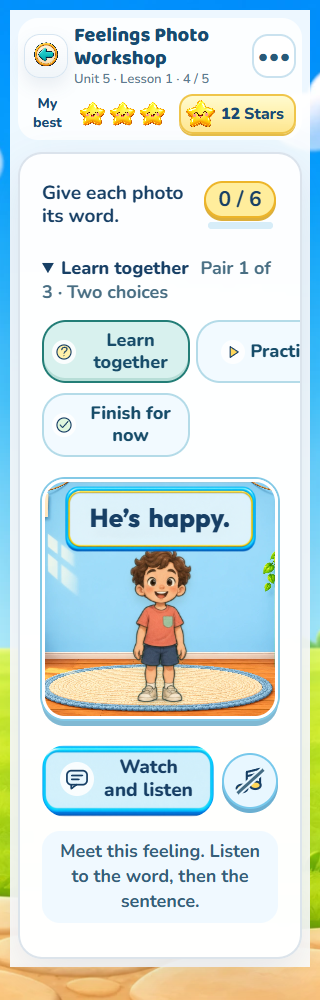 Feelings Photo
Workshop
Unit 5 · Lesson 1 · 4 / 5
My
best
12 Stars
Give each photo
its word.
0 / 6
▼ Learn together Pair 1 of
3 · Two choices
Learn
together
Practi
Finish for
now
He's happy.
Watch
and listen
Meet this feeling. Listen
to the word, then the
sentence.